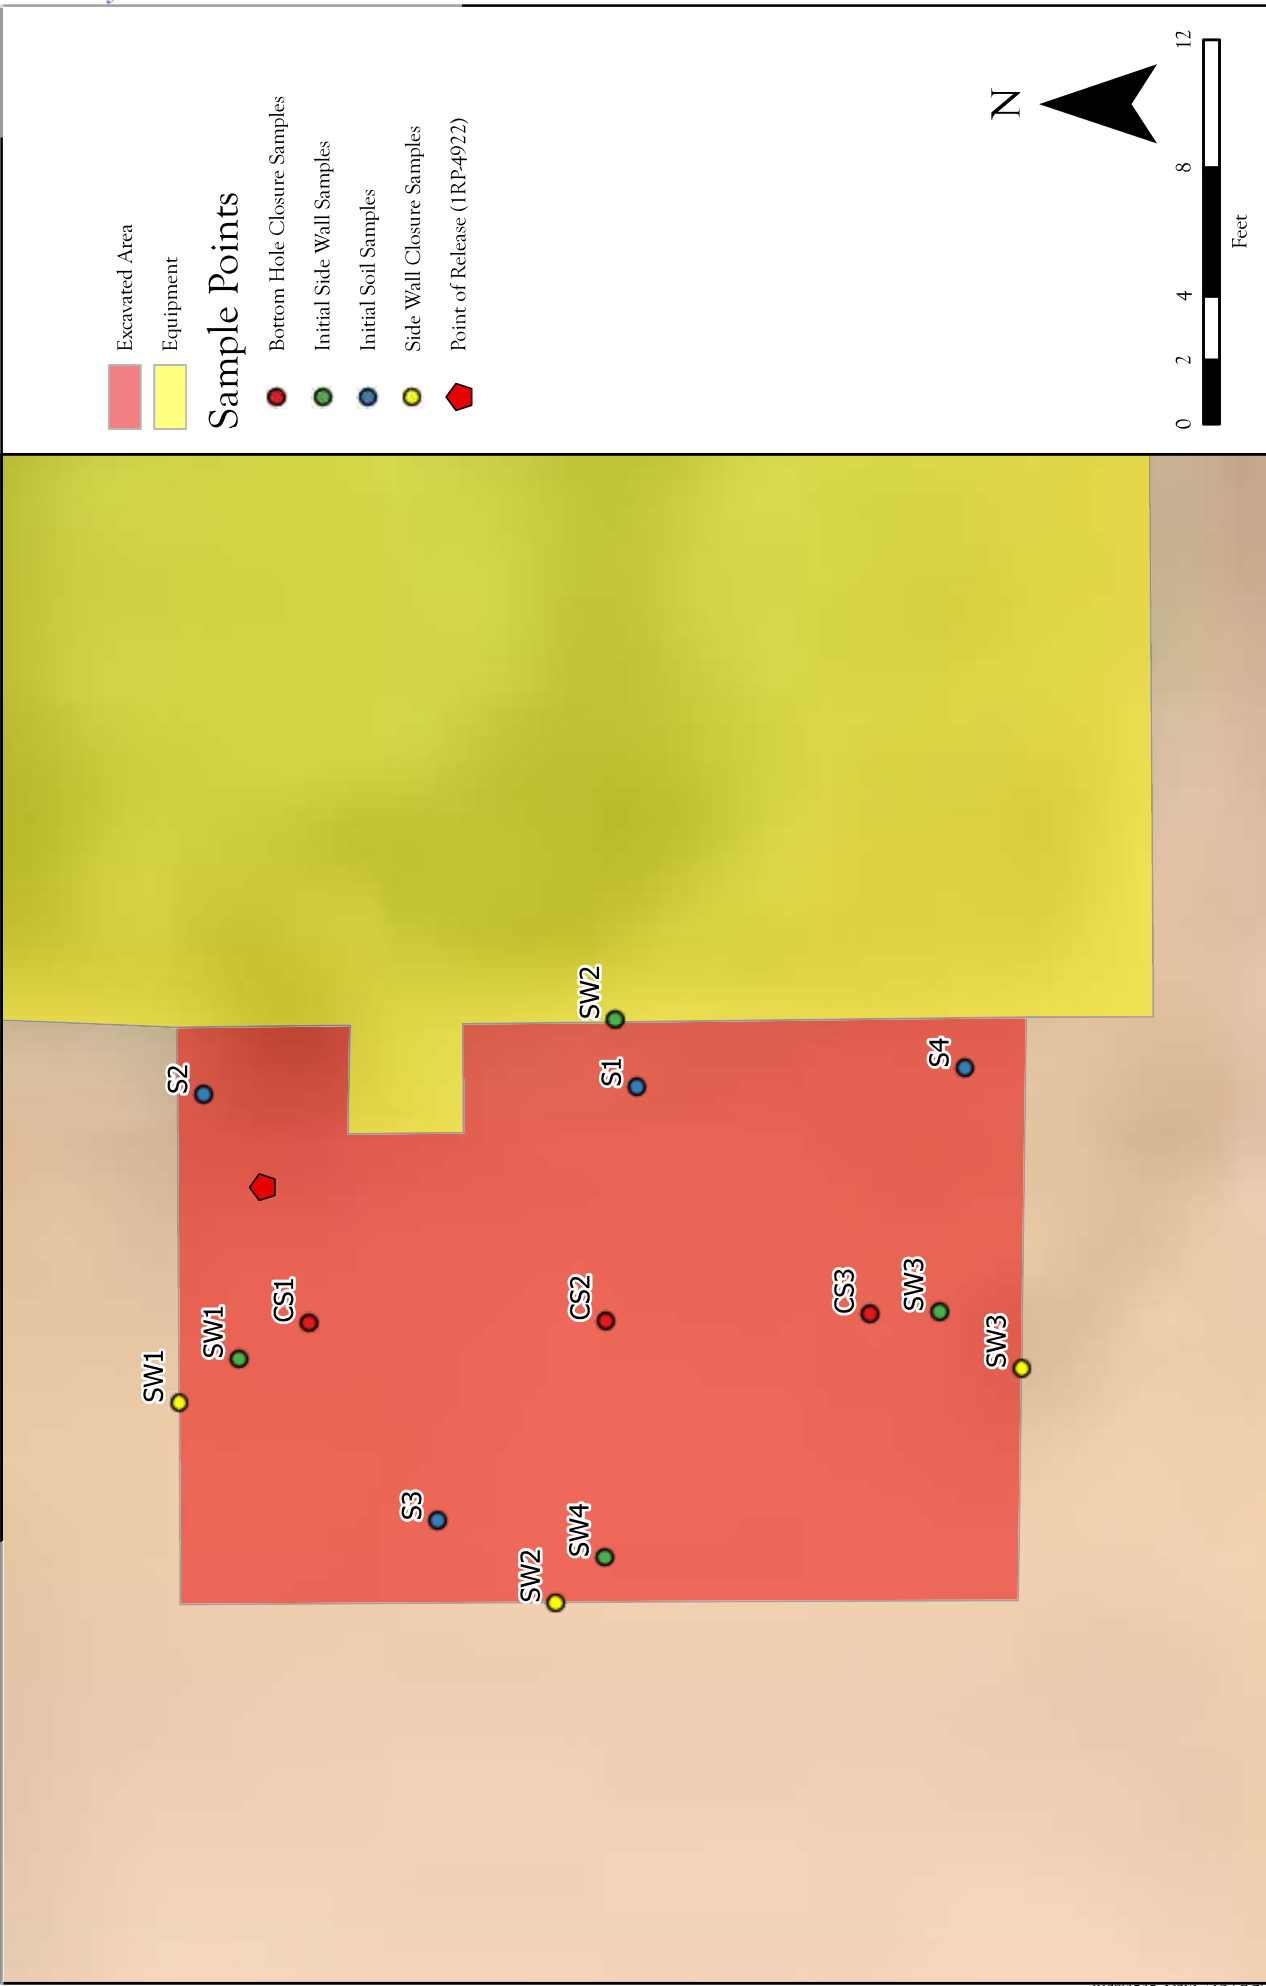 Excavated Area
Equipment
Sample Points
Bottom Hole Closure Samples
Initial Side Wall Samples
Initial Soil Samples
Side Wall Closure Samples
Point of Release (1RP-4922)
N
0 2 4 8 12
Feet
SW2
S2
S1
S4
CS1
SW1
SW1
CS2
CS3
SW3
SW3
S3
SW4
SW2